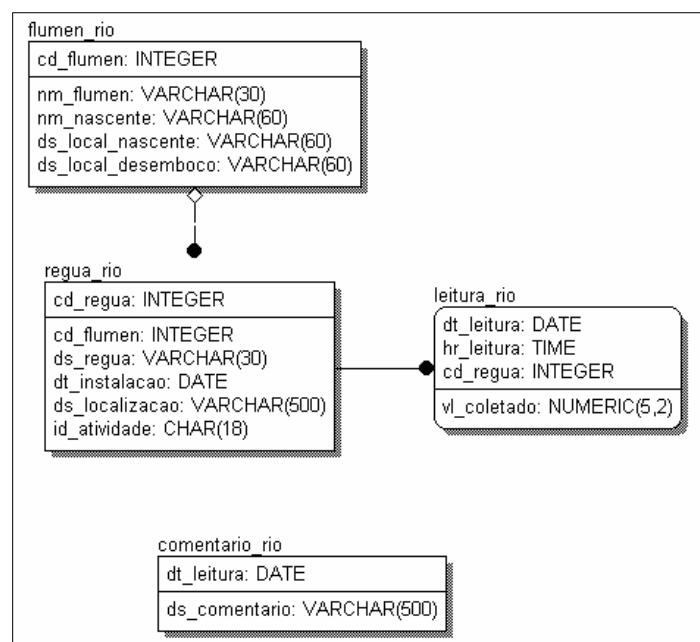 flumen_rio
cd_flumen: INTEGER
nm_flumen: VARCHAR(30)
nm_nascente: VARCHAR(60)
ds_local_nascente: VARCHAR(60)
ds_local_desemboco: VARCHAR(60)
regua_rio
cd_regua: INTEGER
cd_flumen: INTEGER
ds_regua: VARCHAR(30)
dt_instalacao: DATE
ds_localizacao: VARCHAR(500)
id_atividade: CHAR(18)
leitura_rio
dt_leitura: DATE
hr_leitura: TIME
cd_regua: INTEGER
vl_coletado: NUMERIC(5,2)
comentario_rio
dt_leitura: DATE
ds_comentario: VARCHAR(500)